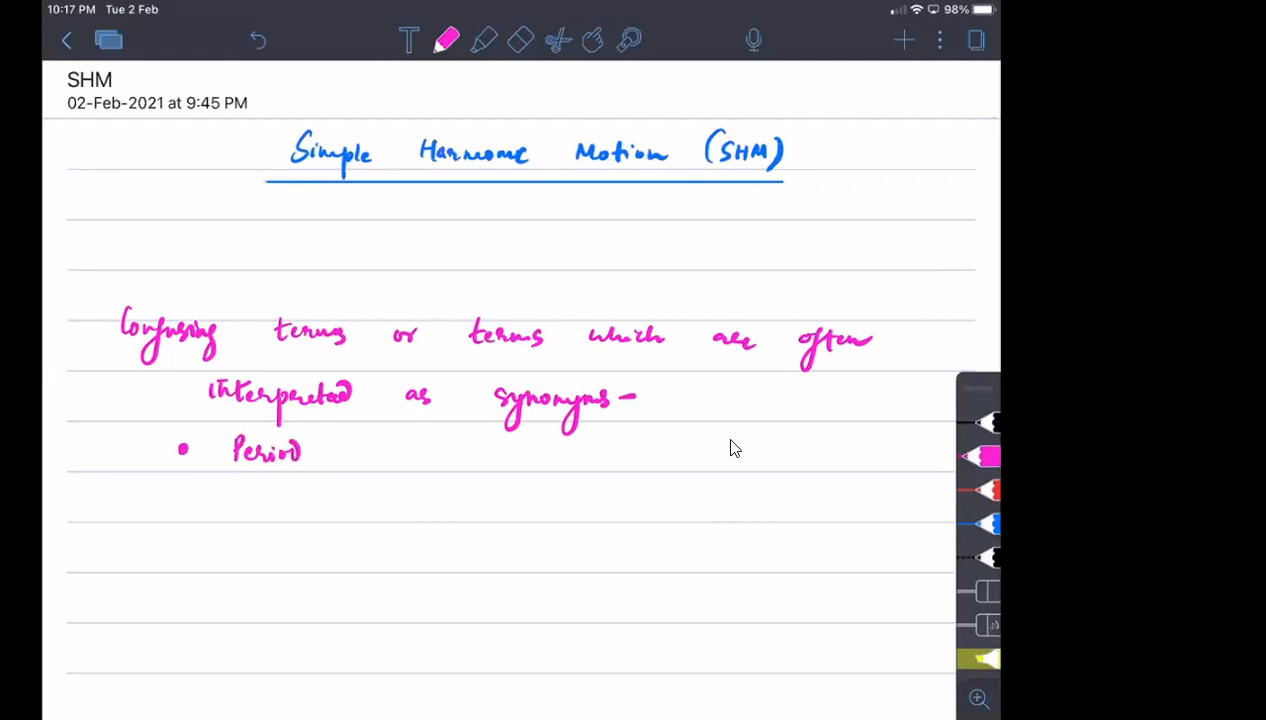 10:17 PM Tue 2 Feb 98%
T
SHM
02-Feb-2021 at 9:45 PM
Simple Harmonic Motion (SHM)
Confusing terms or terms which are often
interpreted as synonyms -
• Period